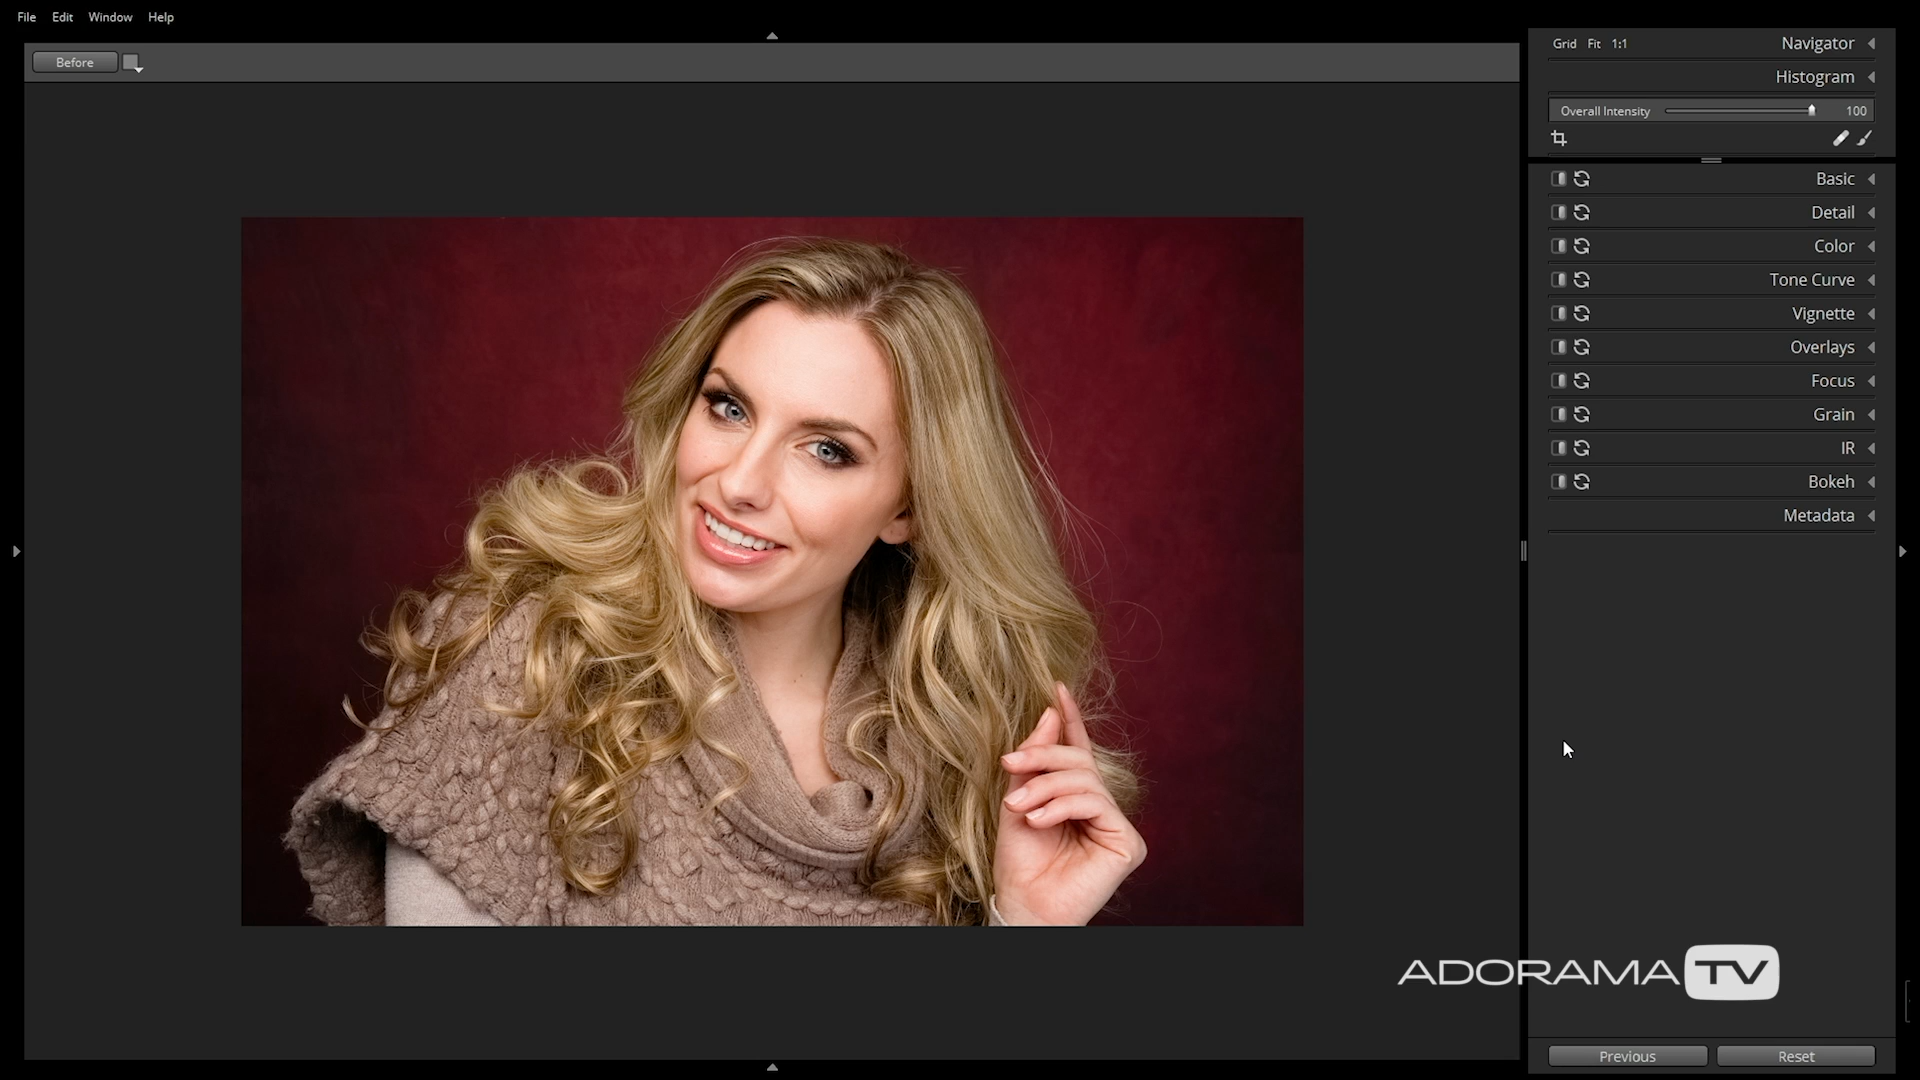 File Edit Window Help
Before
Grid Fit 1:1 Navigator
Histogram
Overall Intensity 100
Basic
Detail
Color
Tone Curve
Vignette
Overlays
Focus
Grain
IR
Bokeh
Metadata
ADORAMA TV
Previous Reset